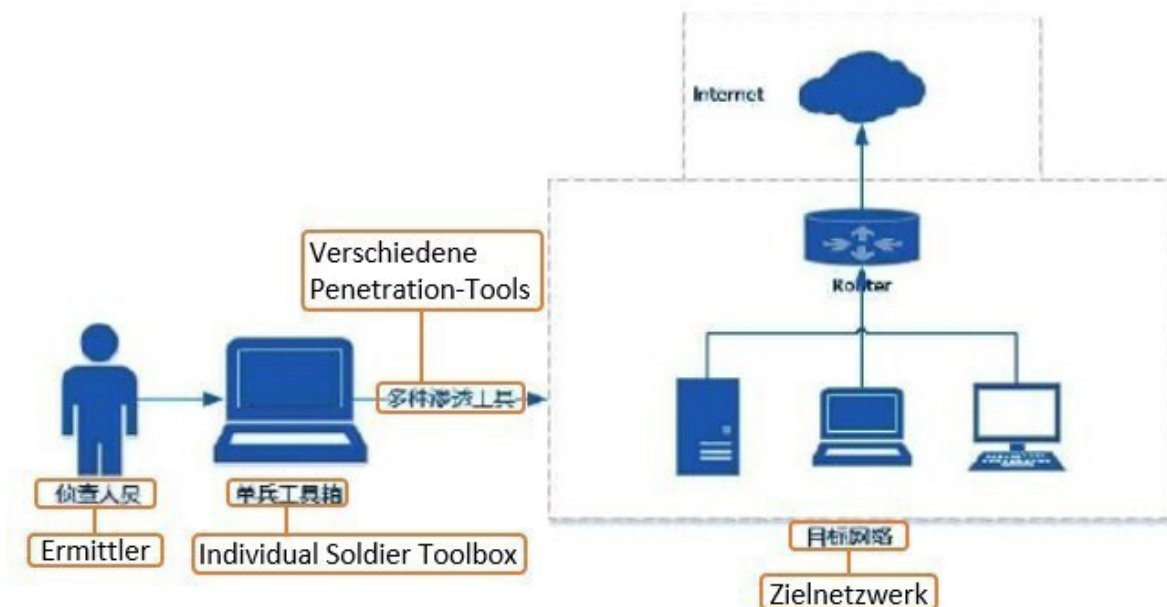 Internet
Router
Verschiedene
Penetration-Tools
多种渗透工具
侦查人员
单兵工具箱
目标网络
Ermittler
Individual Soldier Toolbox
Zielnetzwerk